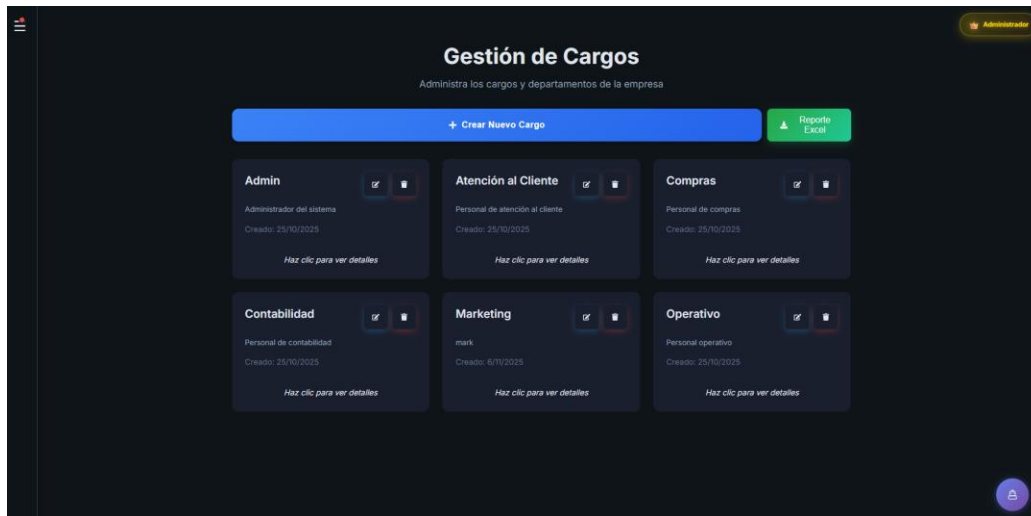 Administrador
Gestión de Cargos
Administra los cargos y departamentos de la empresa
+ Crear Nuevo Cargo
Reporte
Excel
Admin
Administrador del sistema
Creado: 25/10/2025
Haz clic para ver detalles
Atención al Cliente
Personal de atención al cliente
Creado: 25/10/2025
Haz clic para ver detalles
Compras
Personal de compras
Creado: 25/10/2025
Haz clic para ver detalles
Contabilidad
Personal de contabilidad
Creado: 25/10/2025
Haz clic para ver detalles
Marketing
mark
Creado: 6/11/2025
Haz clic para ver detalles
Operativo
Personal operativo
Creado: 25/10/2025
Haz clic para ver detalles